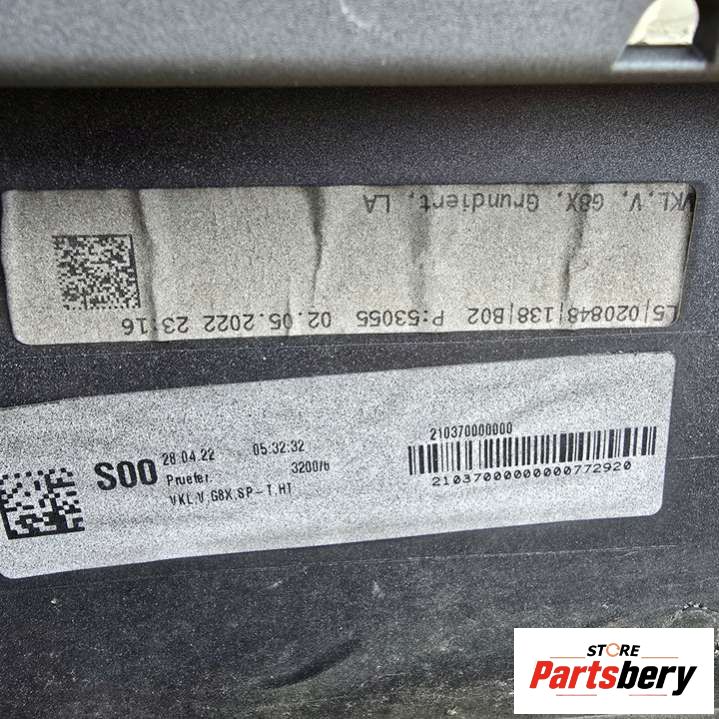 VKL.V, G8X, Grundiert, LA
L5|020848|138|B02 P:53055 02.05.2022 23:16
S00 28.04.22 05:32:32
Pruefer. 3200/6
VKL.V.G8X.SP-T.HT
210370000000
21037000000000772920
STORE
Partsbery